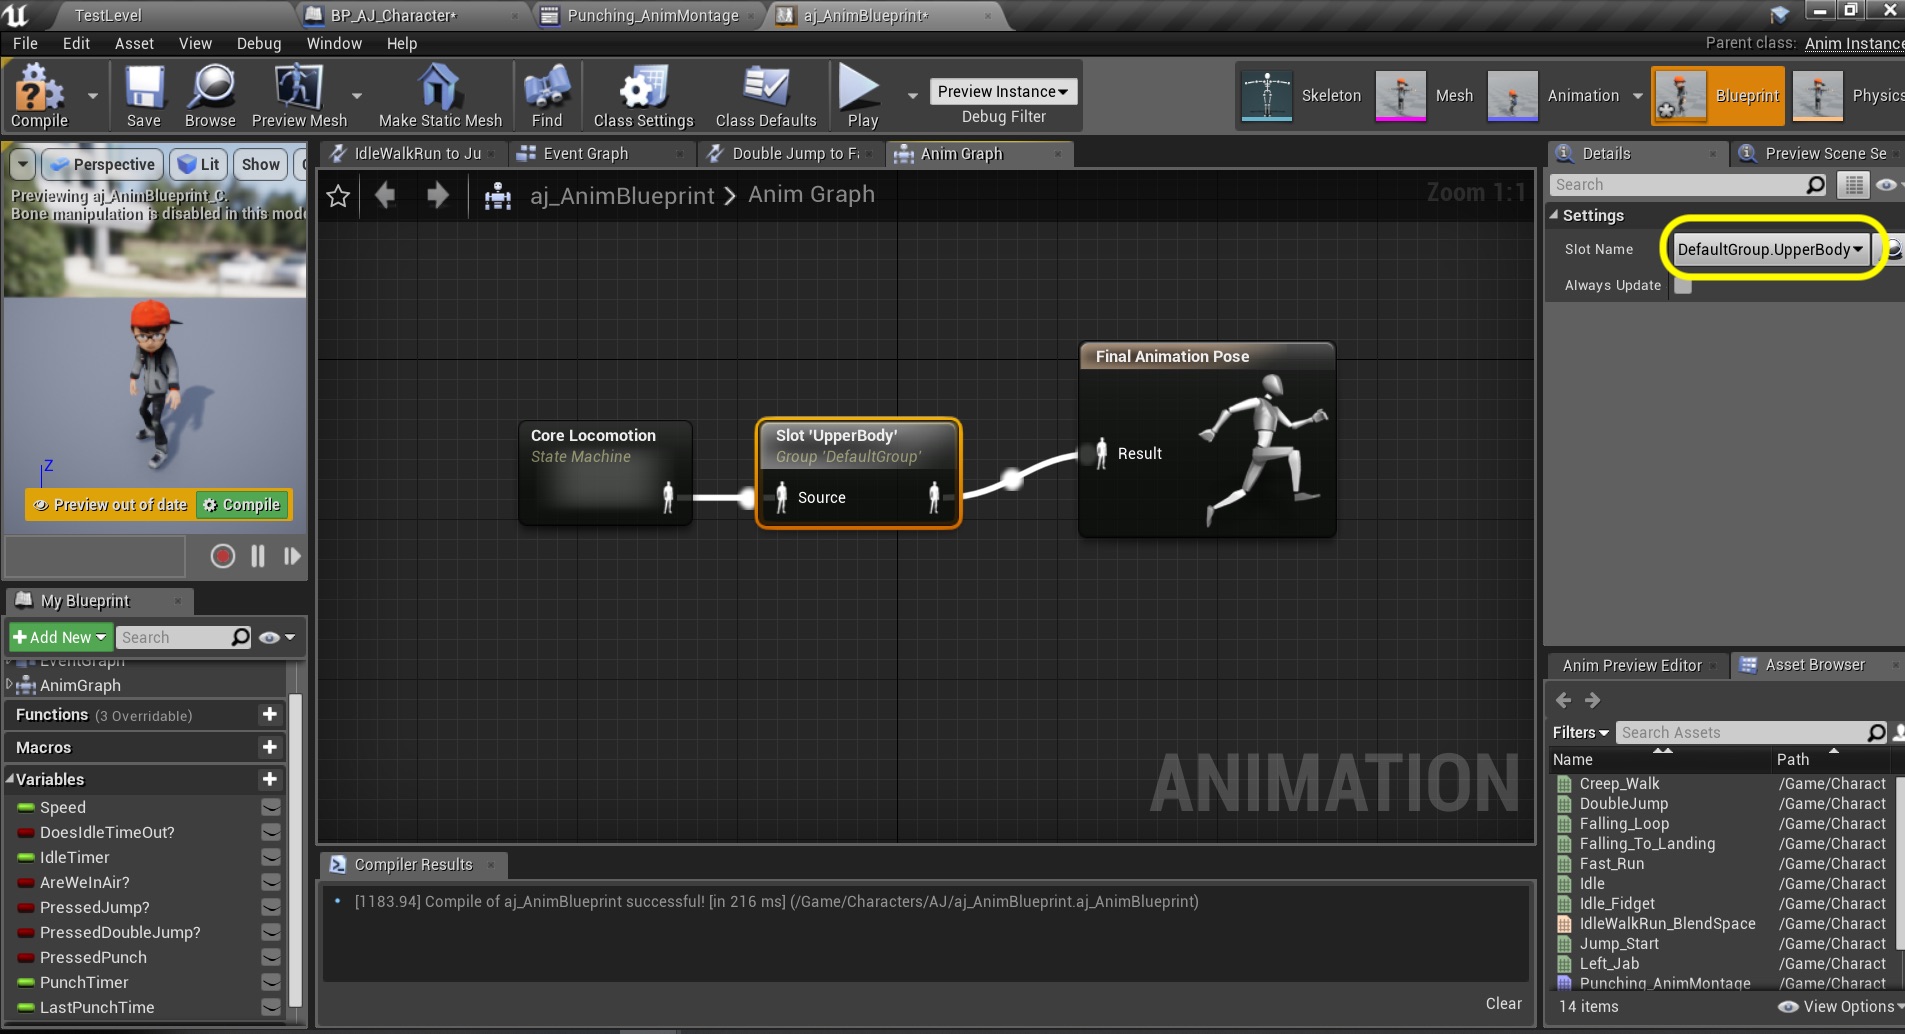 TestLevel
BP_AJ_Character*
Punching_AnimMontage
aj_AnimBlueprint*
File Edit Asset View Debug Window Help
Parent class: Anim Instance
Compile
Save
Browse
Preview Mesh
Make Static Mesh
Find
Class Settings
Class Defaults
Play
Preview Instance
Debug Filter
Skeleton
Mesh
Animation
Blueprint
Physics
Perspective
Lit
Show
Previewing aj_AnimBlueprint_C.
Bone manipulation is disabled in this mode
Z
Preview out of date
Compile
IdleWalkRun to Ju
Event Graph
Double Jump to Fa
Anim Graph
aj_AnimBlueprint > Anim Graph
Zoom 1:1
Core Locomotion
State Machine
Slot 'UpperBody'
Group 'DefaultGroup'
Source
Final Animation Pose
Result
ANIMATION
Details
Preview Scene Se
Search
Settings
Slot Name
DefaultGroup.UpperBody
Always Update
My Blueprint
Add New
Search
EventGraph
AnimGraph
Functions (3 Overridable)
Macros
Variables
Speed
DoesIdleTimeOut?
IdleTimer
AreWeInAir?
PressedJump?
PressedDoubleJump?
PressedPunch
PunchTimer
LastPunchTime
Compiler Results
[1183.94] Compile of aj_AnimBlueprint successful! [in 216 ms] (/Game/Characters/AJ/aj_AnimBlueprint.aj_AnimBlueprint)
Clear
Anim Preview Editor
Asset Browser
Filters
Search Assets
Name Path
Creep_Walk /Game/Charact
DoubleJump /Game/Charact
Falling_Loop /Game/Charact
Falling_To_Landing /Game/Charact
Fast_Run /Game/Charact
Idle /Game/Charact
Idle_Fidget /Game/Charact
IdleWalkRun_BlendSpace /Game/Charact
Jump_Start /Game/Charact
Left_Jab /Game/Charact
Punching_AnimMontage /Game/Charact
14 items
View Options